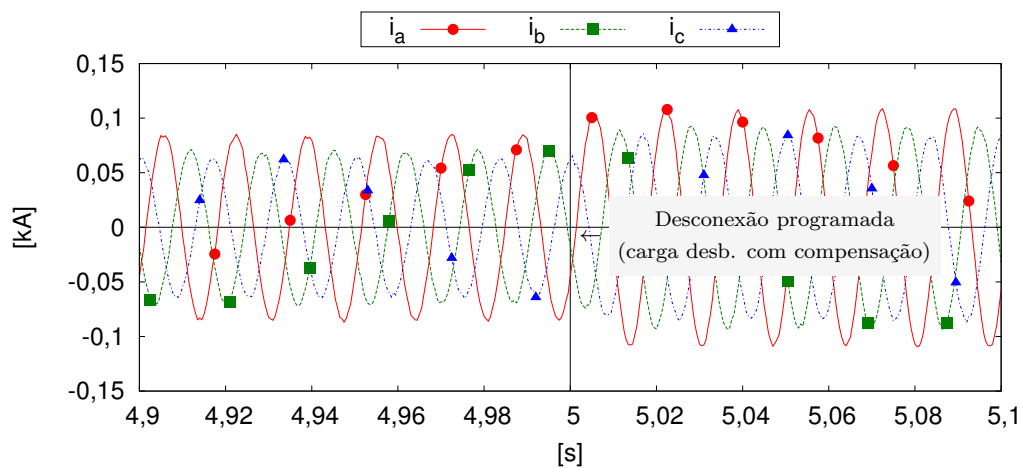 i_a i_b i_c
0,15
0,1
0,05
0
-0,05
-0,1
-0,15
[kA]
← Desconexão programada
(carga desb. com compensação)
4,9 4,92 4,94 4,96 4,98 5 5,02 5,04 5,06 5,08 5,1
[s]